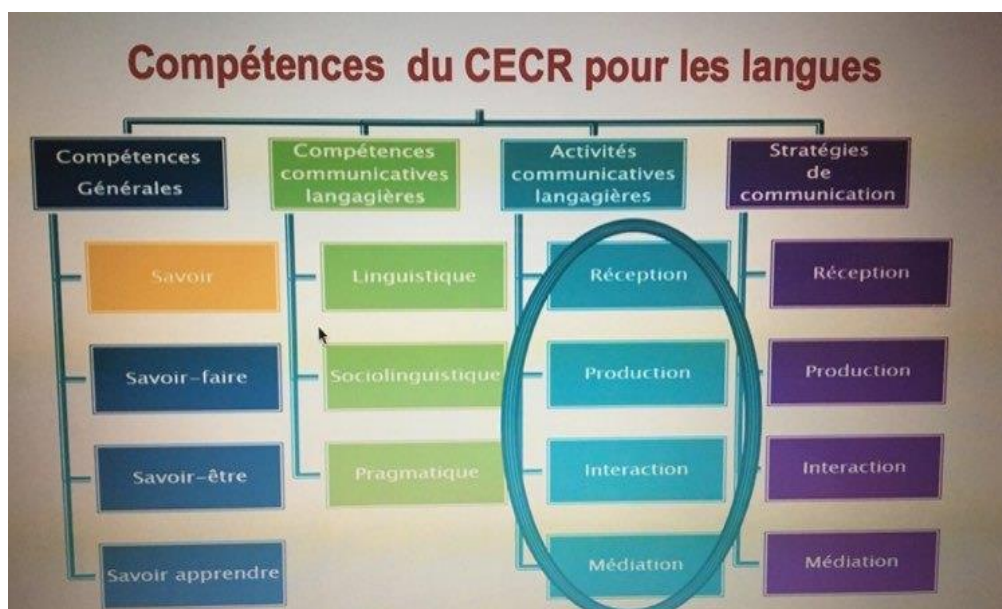 Compétences du CECR pour les langues
Compétences
Générales
Savoir
Savoir-faire
Savoir-être
Savoir apprendre
Compétences
communicatives
langagières
Linguistique
Sociolinguistique
Pragmatique
Activités
communicatives
langagières
Réception
Production
Interaction
Médiation
Stratégies
de
communication
Réception
Production
Interaction
Médiation